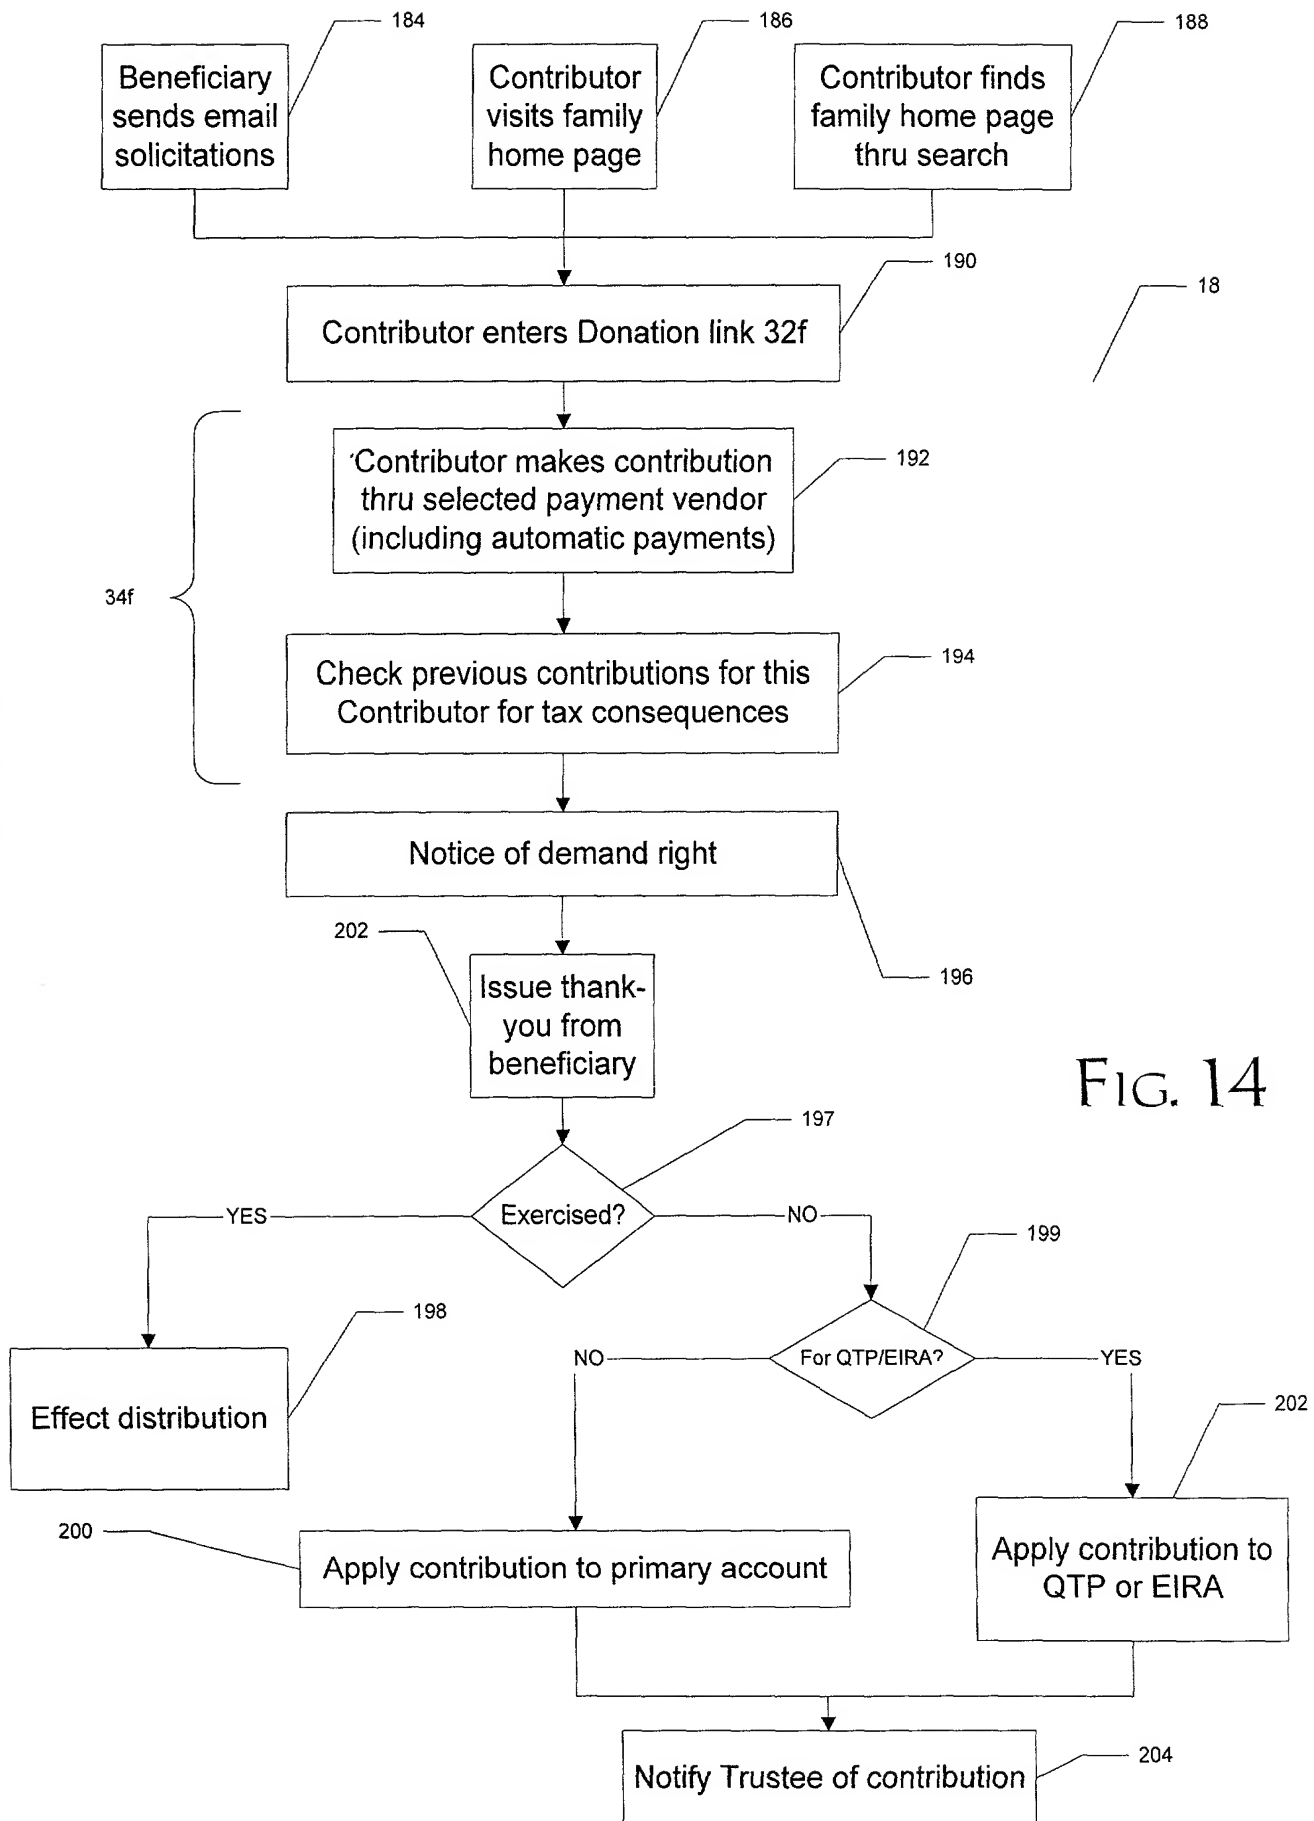 184
186
188
Beneficiary
sends email
solicitations
Contributor
visits family
home page
Contributor finds
family home page
thru search
190
18
Contributor enters Donation link 32f
192
Contributor makes contribution
thru selected payment vendor
(including automatic payments)
34f
194
Check previous contributions for this
Contributor for tax consequences
Notice of demand right
202
196
Issue thank-
you from
beneficiary
FIG. 14
197
YES
Exercised?
NO
199
198
NO
For QTP/EIRA?
YES
Effect distribution
202
200
Apply contribution to primary account
Apply contribution to
QTP or EIRA
204
Notify Trustee of contribution